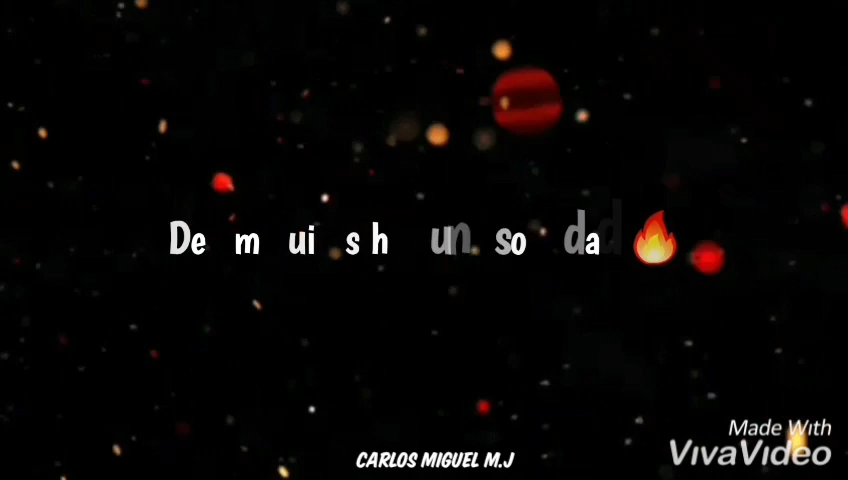 De m ui s h un so da 🔥
CARLOS MIGUEL M.J
Made With
VivaVideo